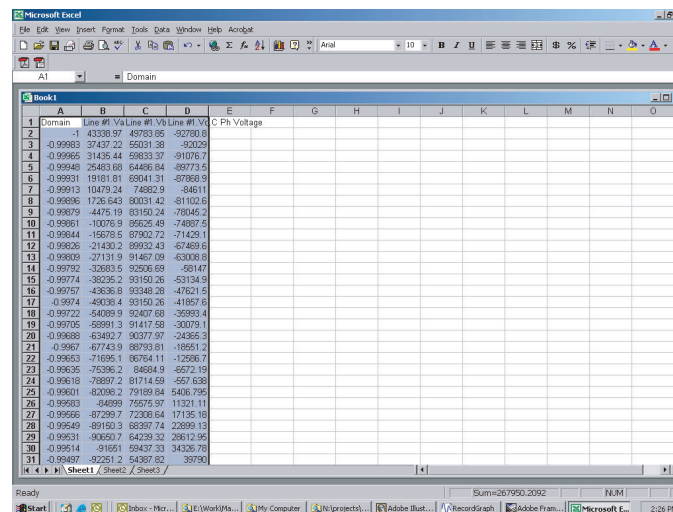 Microsoft Excel
File Edit View Insert Format Tools Data Window Help Acrobat
Arial 10 B I U $ %
A1 = Domain
Book1
A B C D E F G H I J K L M N O
1 Domain Line #1.Va Line #1.Vb Line #1.Vc C Ph Voltage
2 -1 43338.97 49783.85 -92780.8
3 -0.99983 37437.22 55031.38 -92029
4 -0.99965 31435.44 59833.37 -91076.7
5 -0.99948 25483.68 64486.84 -89773.5
6 -0.99931 19181.81 69041.31 -87868.9
7 -0.99913 10479.24 74882.9 -84611
8 -0.99896 1726.643 80031.42 -81102.6
9 -0.99879 -4475.19 83150.24 -78045.2
10 -0.99861 -10076.9 85625.49 -74887.5
11 -0.99844 -15678.5 87902.72 -71429.1
12 -0.99826 -21430.2 89932.43 -67469.6
13 -0.99809 -27131.9 91467.09 -63008.8
14 -0.99792 -32683.5 92506.69 -58147
15 -0.99774 -38235.2 93150.26 -53134.9
16 -0.99757 -43636.8 93348.28 -47621.5
17 -0.9974 -49038.4 93150.26 -41857.6
18 -0.99722 -54089.9 92407.68 -35993.4
19 -0.99705 -58991.3 91417.58 -30079.1
20 -0.99688 -63492.7 90377.97 -24365.3
21 -0.9967 -67743.9 88793.81 -18551.2
22 -0.99653 -71695.1 86764.11 -12586.7
23 -0.99635 -75396.2 84684.9 -6572.19
24 -0.99618 -78897.2 81714.59 -557.638
25 -0.99601 -82098.2 79189.84 5406.795
26 -0.99583 -84899 75575.97 11321.11
27 -0.99566 -87299.7 72308.64 17135.18
28 -0.99549 -89150.3 68397.74 22899.13
29 -0.99531 -90650.7 64239.32 28612.95
30 -0.99514 -91651 59437.33 34326.78
31 -0.99497 -92251.2 54387.82 39790
Sheet1 Sheet2 Sheet3
Ready Sum=267950.2092 NUM
Start Inbox - Micr... E:\Work\Ma... My Computer N:\projects\... Adobe Illust... RecordGraph Adobe Fram... Microsoft E... 2:26 P